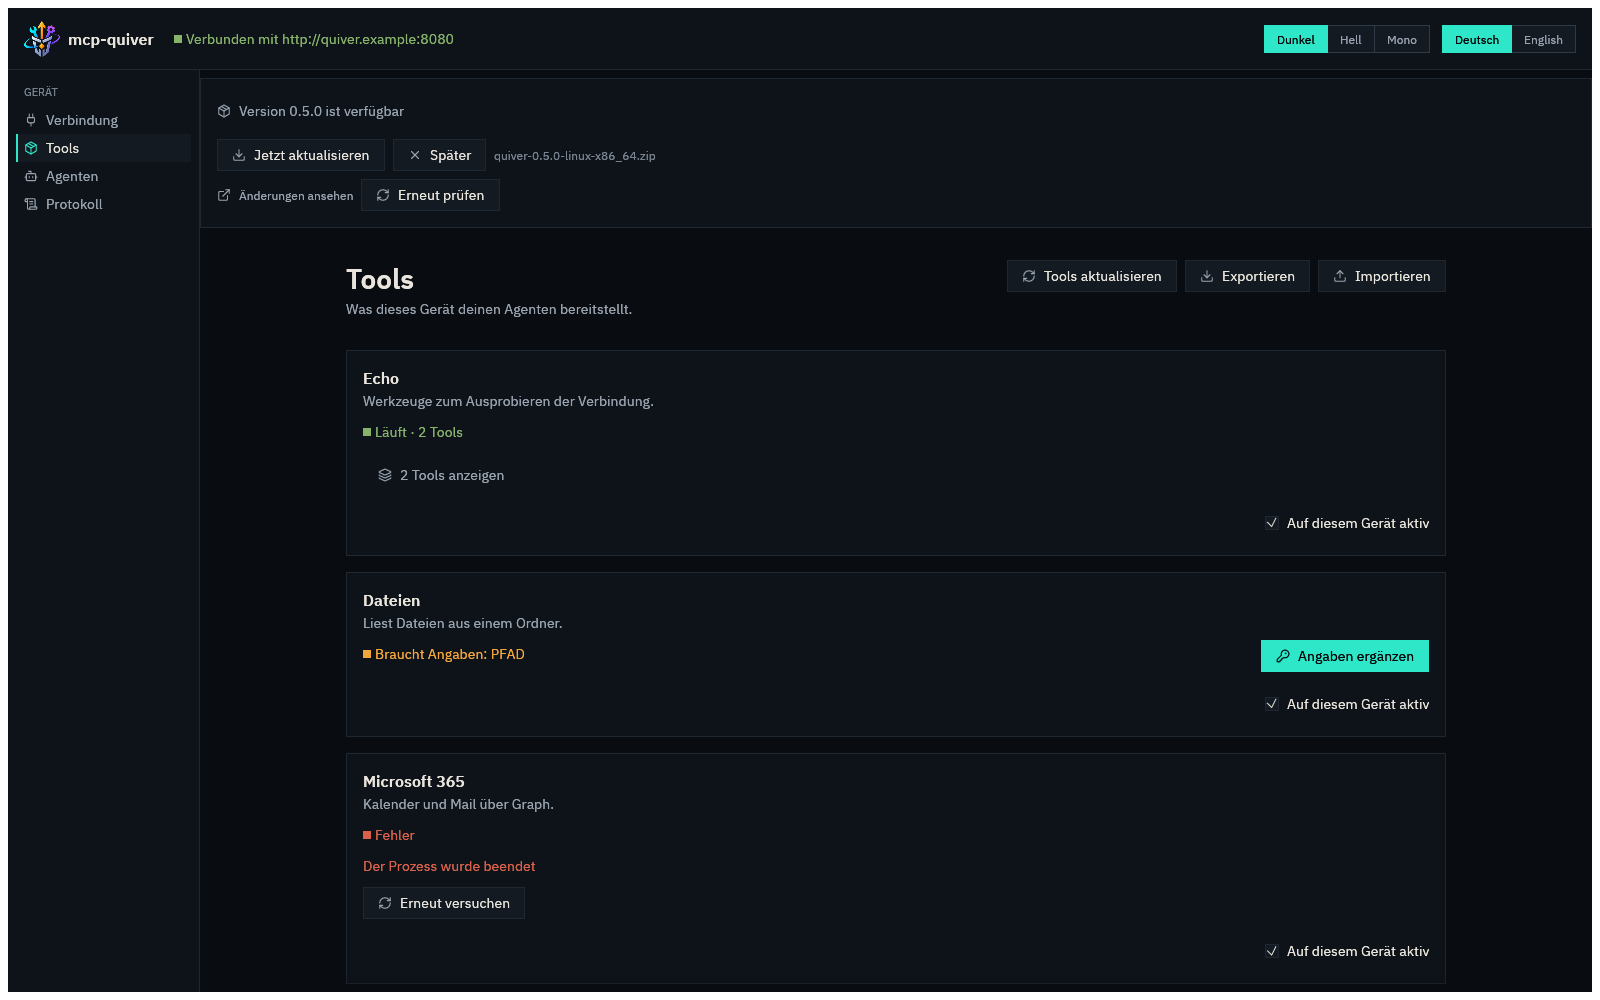 mcp-quiver
Verbunden mit http://quiver.example:8080
Dunkel
Hell
Mono
Deutsch
English
GERÄT
Verbindung
Tools
Agenten
Protokoll
Version 0.5.0 ist verfügbar
Jetzt aktualisieren
Später
quiver-0.5.0-linux-x86_64.zip
Änderungen ansehen
Erneut prüfen
Tools
Was dieses Gerät deinen Agenten bereitstellt.
Tools aktualisieren
Exportieren
Importieren
Echo
Werkzeuge zum Ausprobieren der Verbindung.
Läuft · 2 Tools
2 Tools anzeigen
Auf diesem Gerät aktiv
Dateien
Liest Dateien aus einem Ordner.
Braucht Angaben: PFAD
Angaben ergänzen
Auf diesem Gerät aktiv
Microsoft 365
Kalender und Mail über Graph.
Fehler
Der Prozess wurde beendet
Erneut versuchen
Auf diesem Gerät aktiv